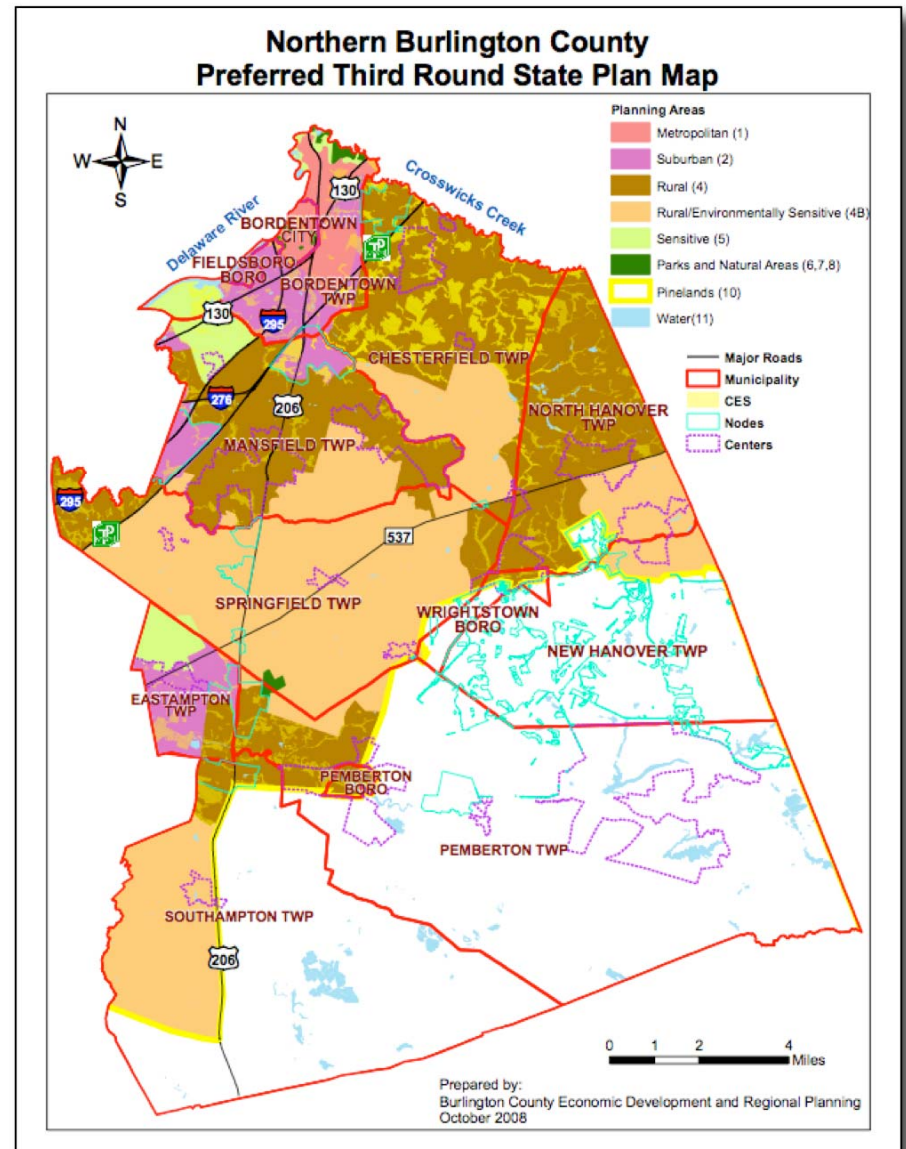 Northern Burlington County
Preferred Third Round State Plan Map
N
W
E
S
Planning Areas
Metropolitan (1)
Suburban (2)
Rural (4)
Rural/Environmentally Sensitive (4B)
Sensitive (5)
Parks and Natural Areas (6,7,8)
Pinelands (10)
Water(11)
Major Roads
Municipality
CES
Nodes
Centers
Delaware River
Crosswicks Creek
130
BORDENTOWN
CITY
FIELDSBORO
BORO
BORDENTOWN
TWP
130
295
CHESTERFIELD TWP
276
206
NORTH HANOVER
TWP
MANSFIELD TWP
295
537
SPRINGFIELD TWP
WRIGHTSTOWN
BORO
NEW HANOVER TWP
EASTAMPTON
TWP
PEMBERTON
BORO
PEMBERTON TWP
SOUTHAMPTON TWP
206
0 1 2 4
Miles
Prepared by:
Burlington County Economic Development and Regional Planning
October 2008